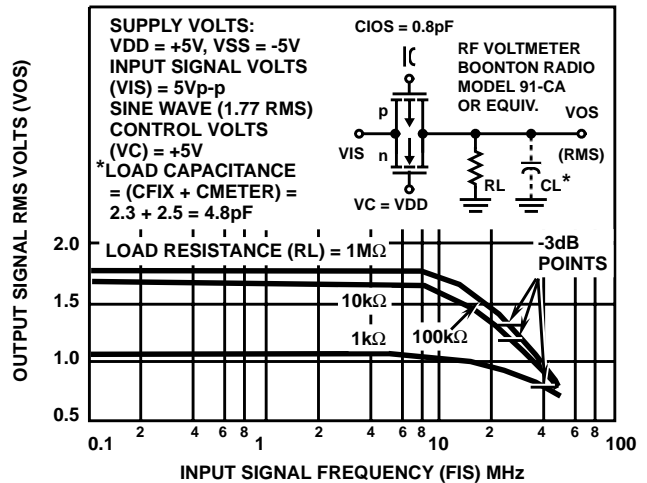 SUPPLY VOLTS:
VDD = +5V, VSS = -5V
INPUT SIGNAL VOLTS
(VIS) = 5Vp-p
SINE WAVE (1.77 RMS)
CONTROL VOLTS
(VC) = +5V
*LOAD CAPACITANCE
= (CFIX + CMETER) =
2.3 + 2.5 = 4.8pF
CIOS = 0.8pF
RF VOLTMETER
BOONTON RADIO
MODEL 91-CA
OR EQUIV.
VOS
(RMS)
p
n
VIS
RL
CL*
VC = VDD
LOAD RESISTANCE (RL) = 1MΩ
-3dB
POINTS
10kΩ
100kΩ
1kΩ
OUTPUT SIGNAL RMS VOLTS (VOS)
2.0
1.5
1.0
0.5
0.1 2 4 6 8 1 2 4 6 8 10 2 4 6 8 100
INPUT SIGNAL FREQUENCY (FIS) MHz